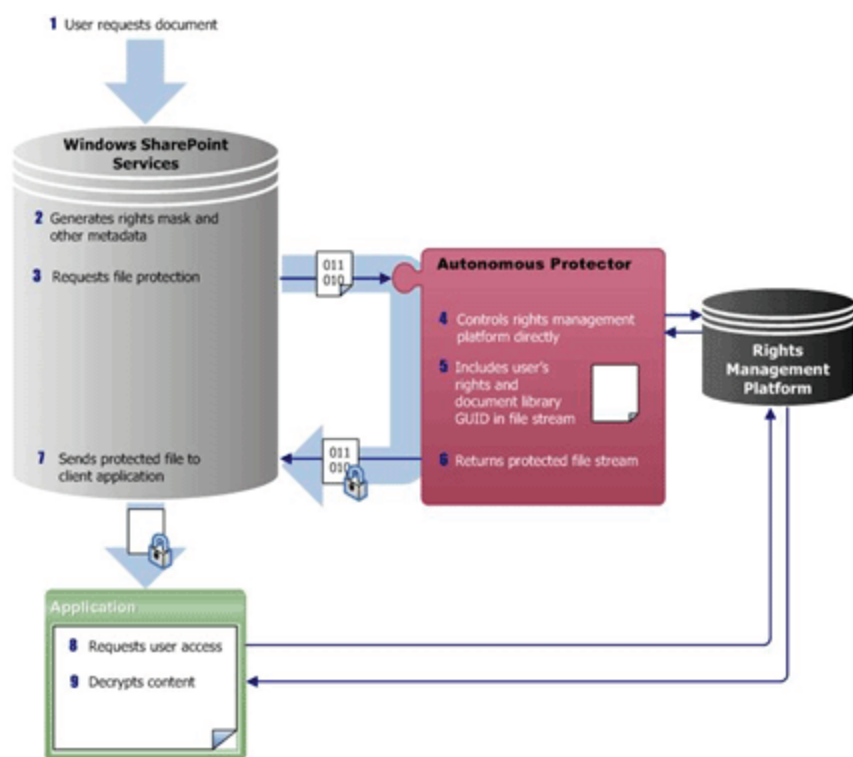 1 User requests document
Windows SharePoint
Services
2 Generates rights mask and
other metadata
3 Requests file protection
011
010
Autonomous Protector
4 Controls rights management
platform directly
5 Includes user's
rights and
document library
GUID in file stream
6 Returns protected file stream
Rights
Management
Platform
011
010
7 Sends protected file to
client application
Application
8 Requests user access
9 Decrypts content